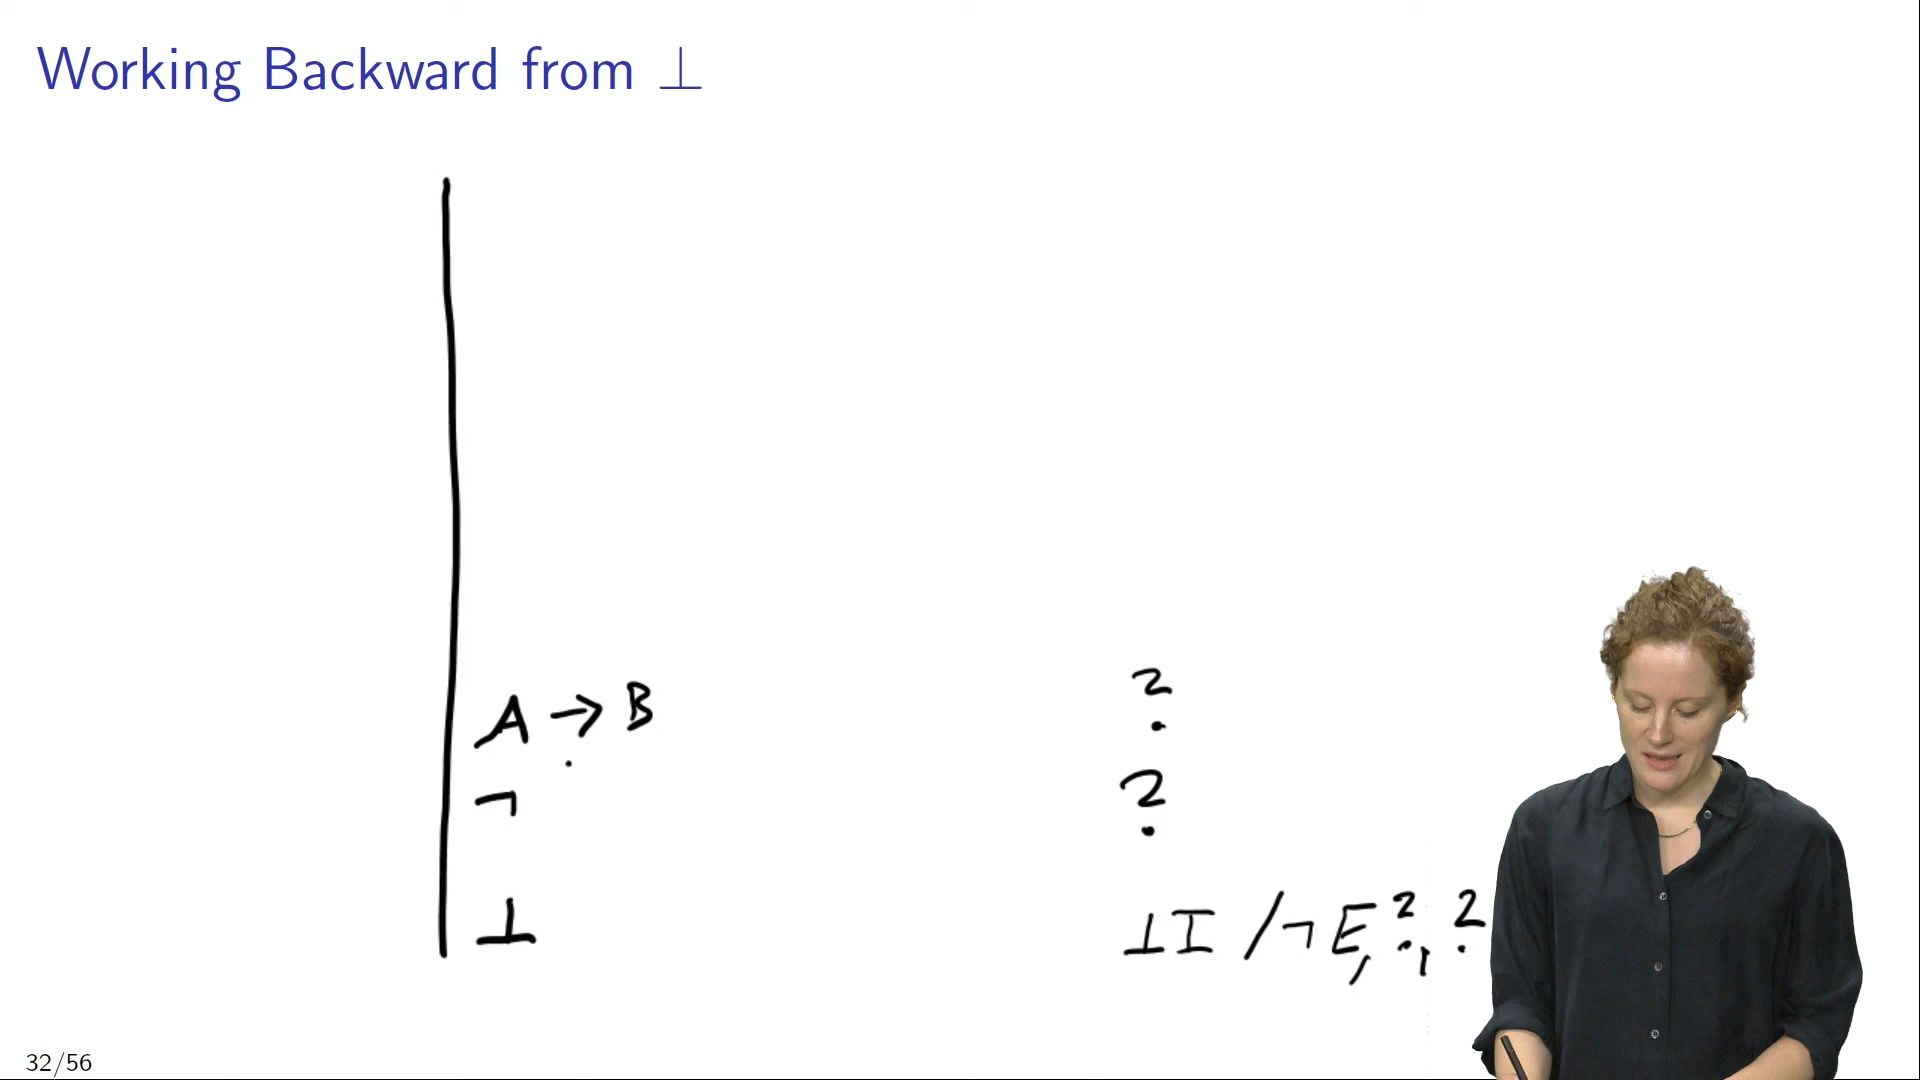 Working Backward from ⊥
A → B ?
¬ ?
⊥ ⊥I /¬E, ?, ?
32/56